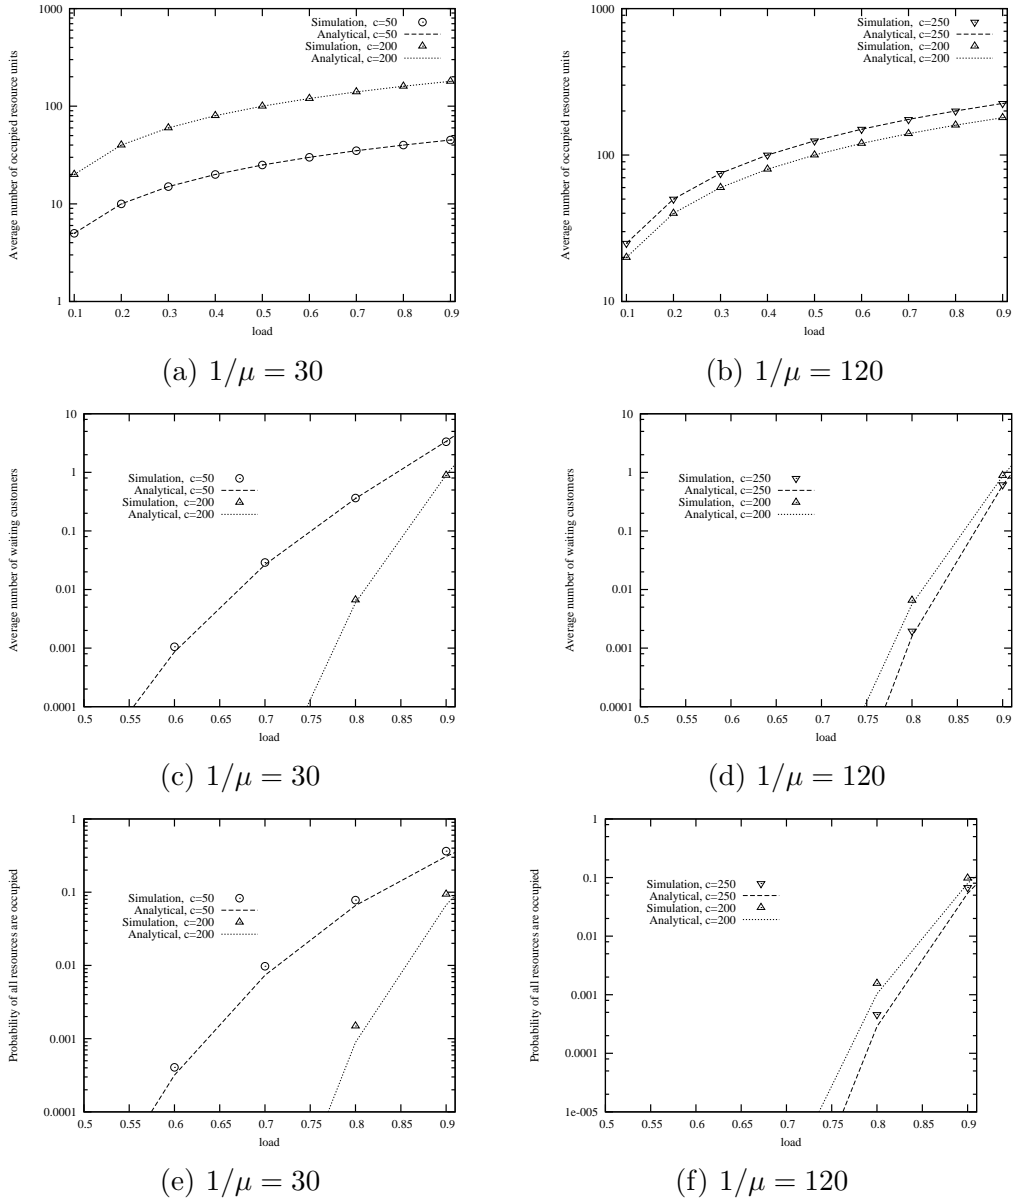 Average number of occupied resource units
1000
100
10
1
Simulation, c=50
Analytical, c=50
Simulation, c=200
Analytical, c=200
0.1 0.2 0.3 0.4 0.5 0.6 0.7 0.8 0.9
load
(a) 1/μ = 30
Average number of occupied resource units
1000
100
10
Simulation, c=250
Analytical, c=250
Simulation, c=200
Analytical, c=200
0.1 0.2 0.3 0.4 0.5 0.6 0.7 0.8 0.9
load
(b) 1/μ = 120
Average number of waiting customers
10
1
0.1
0.01
0.001
0.0001
Simulation, c=50
Analytical, c=50
Simulation, c=200
Analytical, c=200
0.5 0.55 0.6 0.65 0.7 0.75 0.8 0.85 0.9
load
(c) 1/μ = 30
Average number of waiting customers
10
1
0.1
0.01
0.001
0.0001
Simulation, c=250
Analytical, c=250
Simulation, c=200
Analytical, c=200
0.5 0.55 0.6 0.65 0.7 0.75 0.8 0.85 0.9
load
(d) 1/μ = 120
Probability of all resources are occupied
1
0.1
0.01
0.001
0.0001
Simulation, c=50
Analytical, c=50
Simulation, c=200
Analytical, c=200
0.5 0.55 0.6 0.65 0.7 0.75 0.8 0.85 0.9
load
(e) 1/μ = 30
Probability of all resources are occupied
1
0.1
0.01
0.001
0.0001
1e-005
Simulation, c=250
Analytical, c=250
Simulation, c=200
Analytical, c=200
0.5 0.55 0.6 0.65 0.7 0.75 0.8 0.85 0.9
load
(f) 1/μ = 120